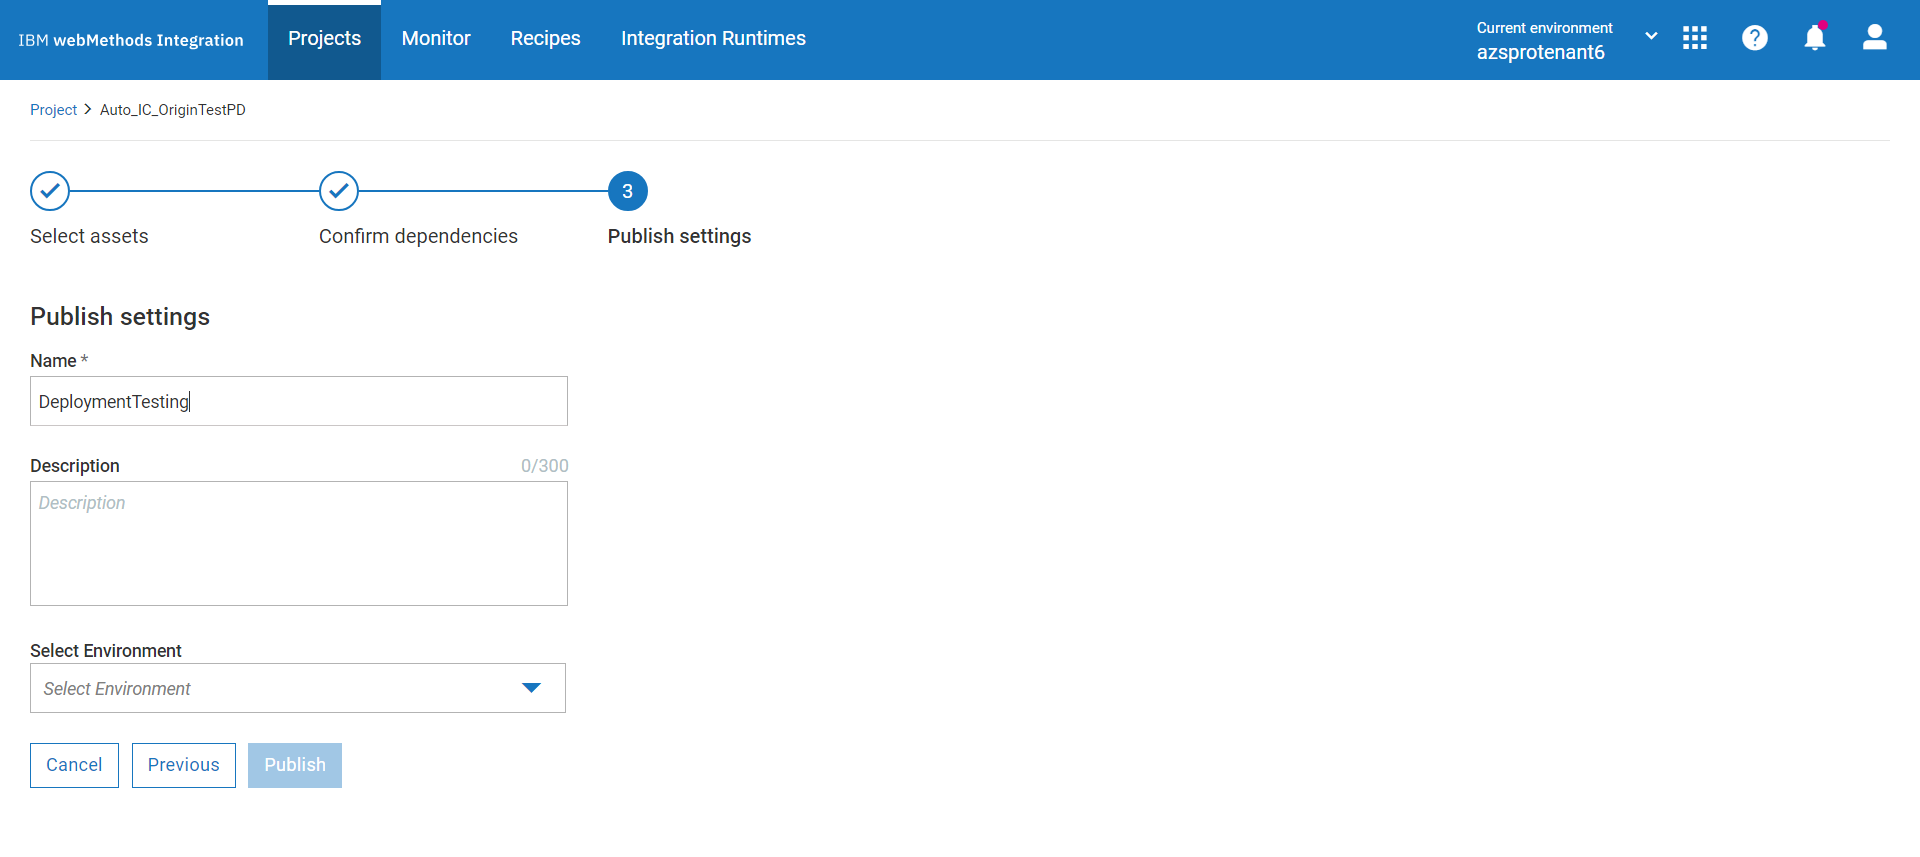 IBM webMethods Integration
Projects
Monitor
Recipes
Integration Runtimes
Current environment
azsprotenant6
Project > Auto_IC_OriginTestPD
3
Select assets
Confirm dependencies
Publish settings
Publish settings
Name *
DeploymentTesting
Description
0/300
Description
Select Environment
Select Environment
Cancel
Previous
Publish